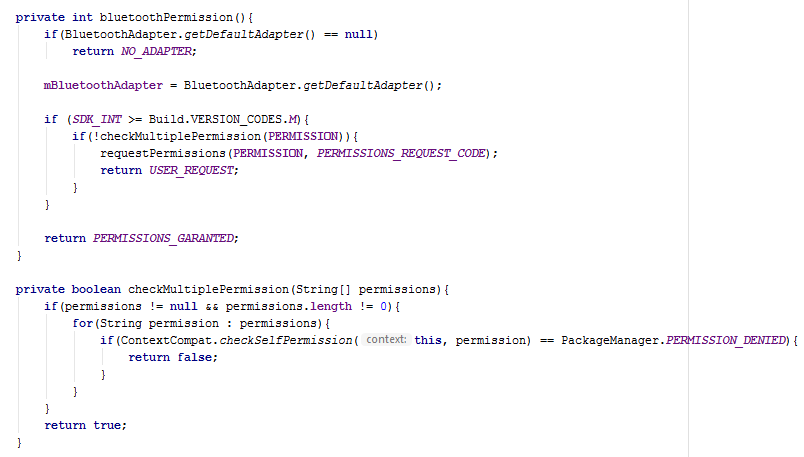 private int bluetoothPermission(){
if(BluetoothAdapter.getDefaultAdapter() == null)
return NO_ADAPTER;
mBluetoothAdapter = BluetoothAdapter.getDefaultAdapter();
if (SDK_INT >= Build.VERSION_CODES.M){
if(!checkMultiplePermission(PERMISSION)){
requestPermissions(PERMISSION, PERMISSIONS_REQUEST_CODE);
return USER_REQUEST;
}
}
return PERMISSIONS_GARANTED;
}
private boolean checkMultiplePermission(String[] permissions){
if(permissions != null && permissions.length != 0){
for(String permission : permissions){
if(ContextCompat.checkSelfPermission( context: this, permission) == PackageManager.PERMISSION_DENIED){
return false;
}
}
}
return true;
}